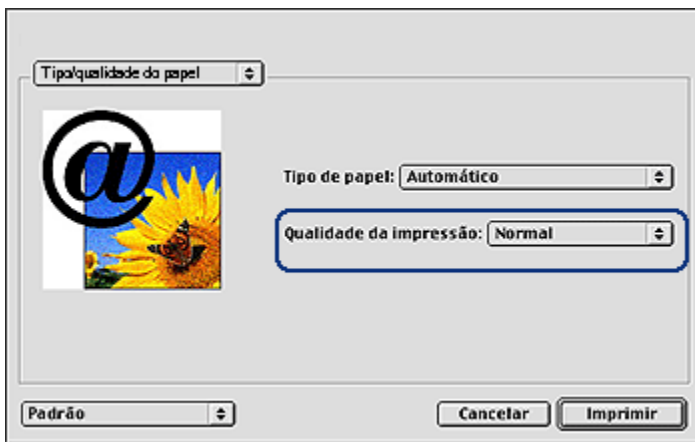 Tipo/qualidade do papel
@
Tipo de papel: Automático
Qualidade da impressão: Normal
Padrão Cancelar Imprimir